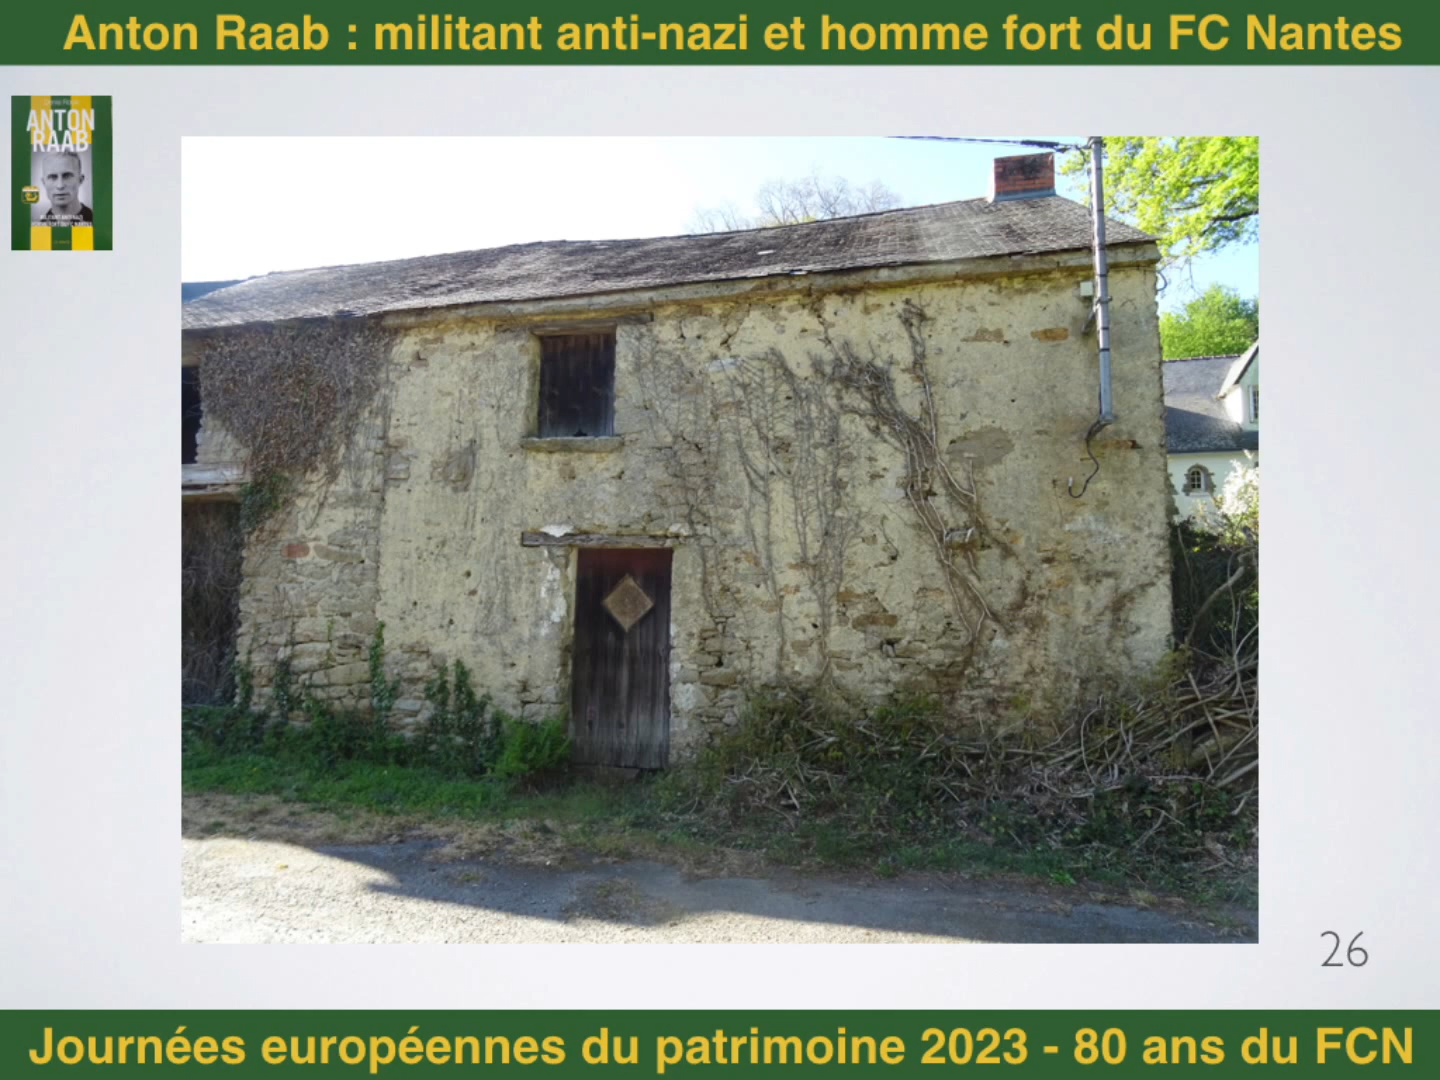 Anton Raab : militant anti-nazi et homme fort du FC Nantes
ANTON
RAAB
26
Journées européennes du patrimoine 2023 - 80 ans du FCN